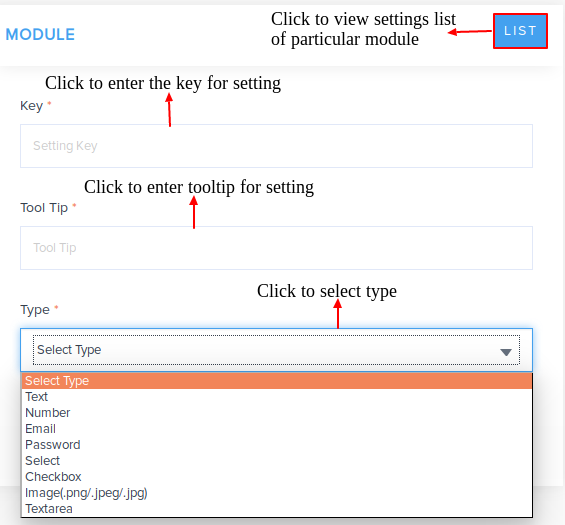 Click to view settings list
of particular module
LIST
MODULE
Click to enter the key for setting
Key *
Setting Key
Click to enter tooltip for setting
Tool Tip *
Tool Tip
Click to select type
Type *
Select Type
Select Type
Text
Number
Email
Password
Select
Checkbox
Image(.png/.jpeg/.jpg)
Textarea